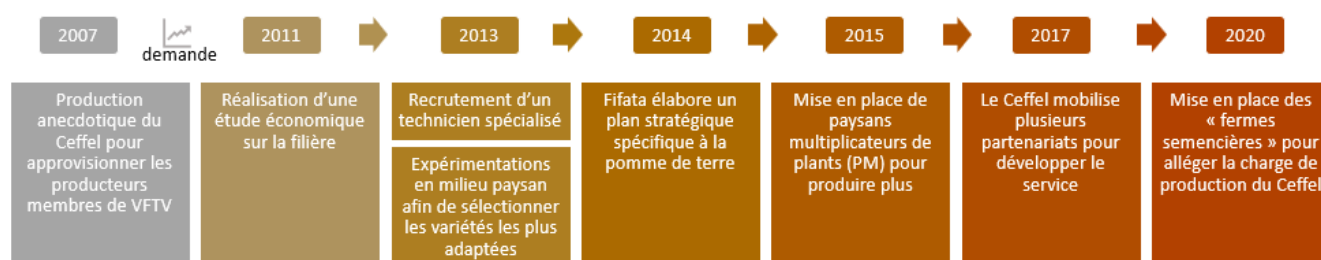 2007
demande
2011
2013
2014
2015
2017
2020
Production
anecdotique du
Ceffel pour
approvisionner les
producteurs
membres de VFTV
Réalisation d'une
étude économique
sur la filière
Recrutement d'un
technicien spécialisé
Expérimentations
en milieu paysan
afin de sélectionner
les variétés les plus
adaptées
Fifata élabore un
plan stratégique
spécifique à la
pomme de terre
Mise en place de
paysans
multiplicateurs de
plants (PM) pour
produire plus
Le Ceffel mobilise
plusieurs
partenariats pour
développer le
service
Mise en place des
« fermes
semencières » pour
alléger la charge de
production du Ceffel